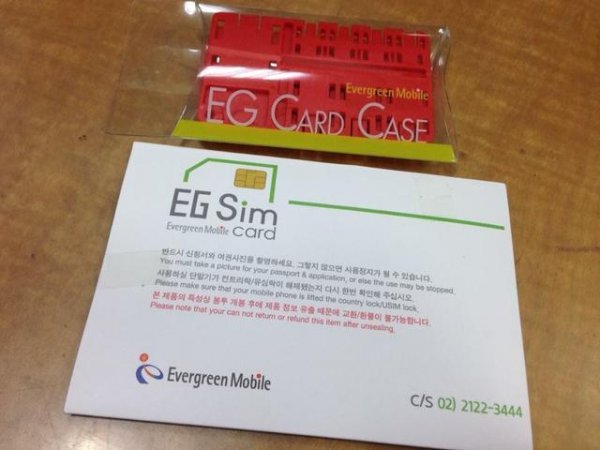 Evergreen Mobile
EG CARD CASE
EG Sim
Evergreen Mobile card
반드시 신청서와 여권사진을 촬영하세요. 그렇지 않으면 사용정지가 될 수 있습니다.
You must take a picture for your passport & application, or else the use may be stopped.
사용하실 단말기가 컨트리락/유심락이 해제됐는지 다시 한번 확인해 주십시오.
Please make sure that your mobile phone is lifted the country lock/USIM lock.
본 제품의 특성상 봉투 개봉 후에 제품 정보 유출 때문에 교환/환불이 불가능합니다.
Please note that your can not return or refund this item after unsealing.
Evergreen Mobile
C/S 02) 2122-3444